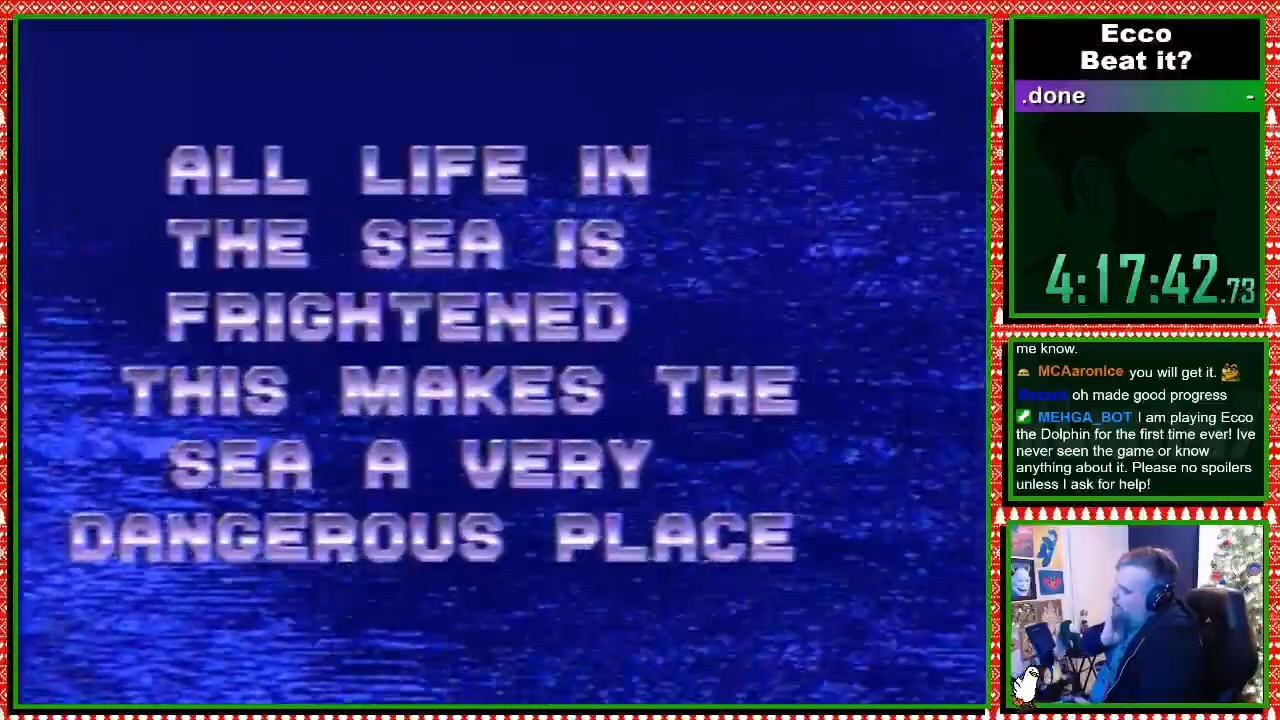 ALL LIFE IN
THE SEA IS
FRIGHTENED
THIS MAKES THE
SEA A VERY
DANGEROUS PLACE
Ecco
Beat it?
.done -
4:17:42.73
me know.
MCAaronIce you will get it.
Rezard oh made good progress
MEHGA_BOT I am playing Ecco
the Dolphin for the first time ever! Ive
never seen the game or know
anything about it. Please no spoilers
unless I ask for help!